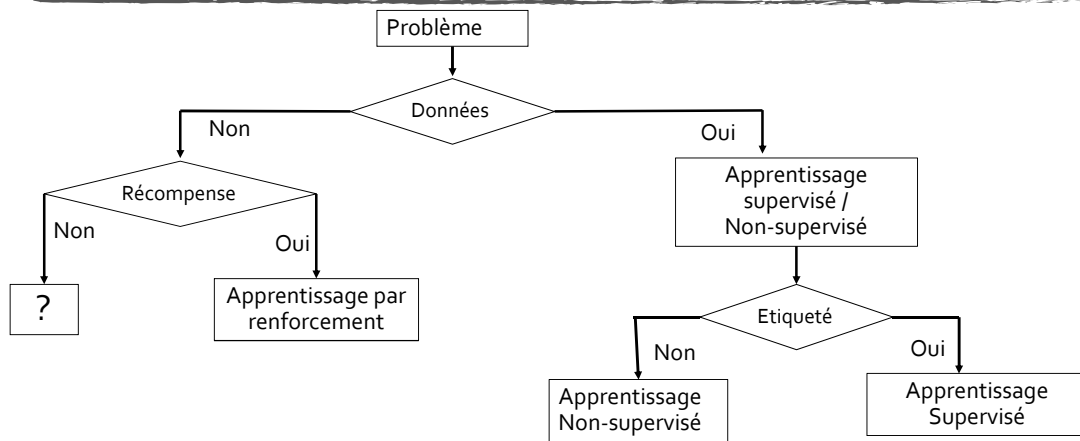 Problème
Données
Non
Oui
Récompense
Apprentissage
supervisé /
Non-supervisé
Non
Oui
?
Apprentissage par
renforcement
Etiqueté
Non
Oui
Apprentissage
Non-supervisé
Apprentissage
Supervisé